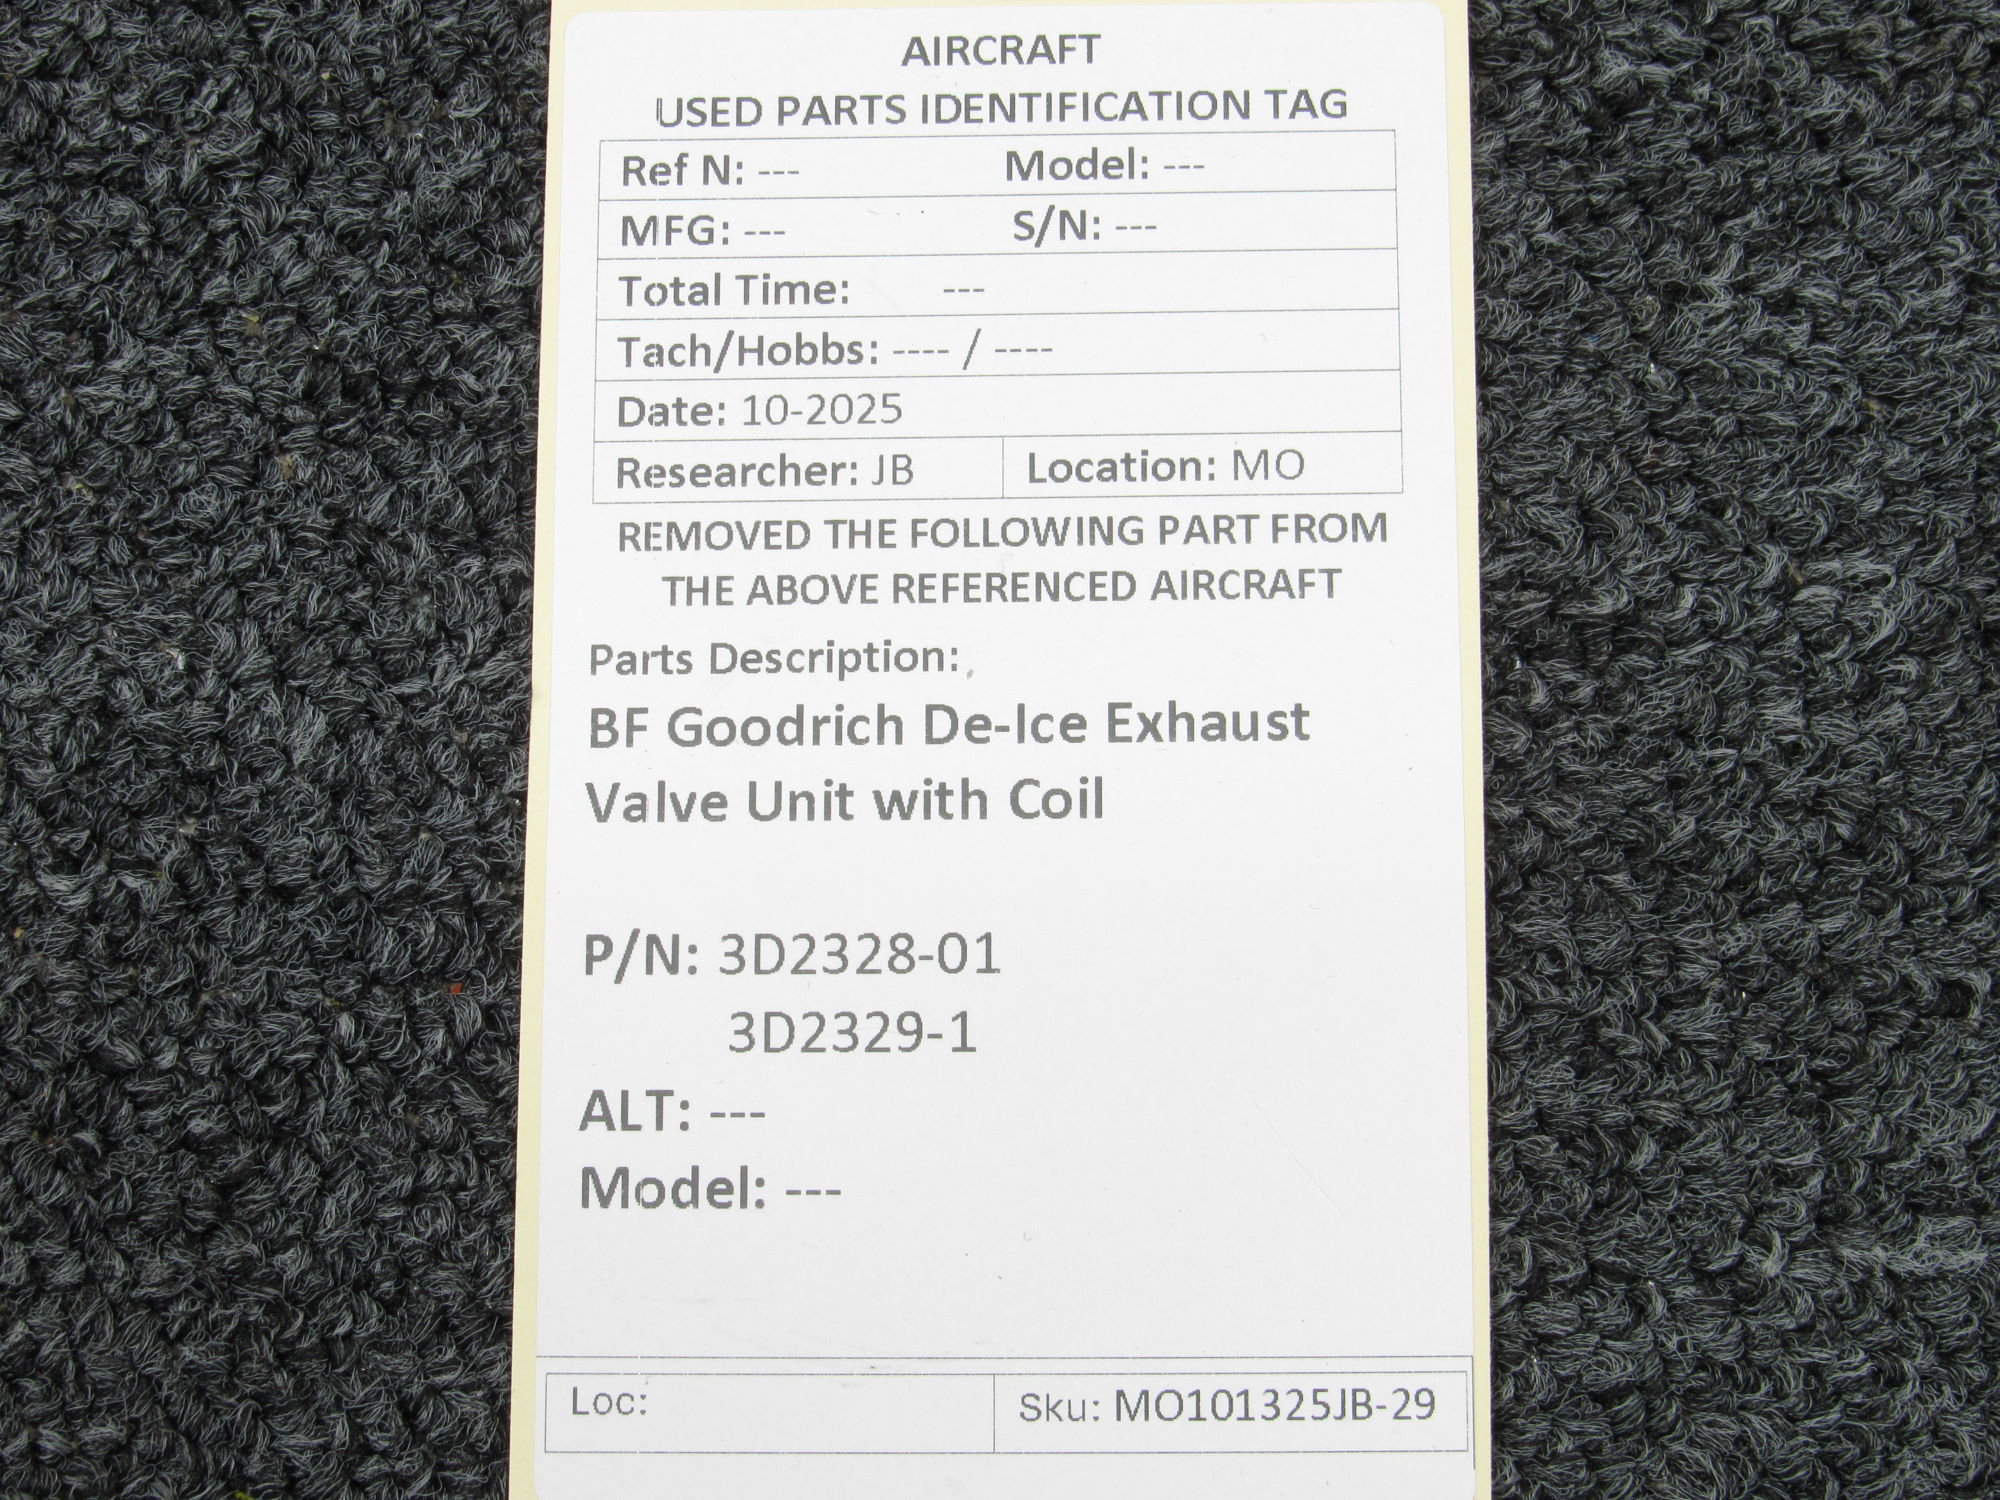 AIRCRAFT
USED PARTS IDENTIFICATION TAG
Ref N: --- Model: ---
MFG: --- S/N: ---
Total Time: ---
Tach/Hobbs: ---- / ----
Date: 10-2025
Researcher: JB Location: MO
REMOVED THE FOLLOWING PART FROM
THE ABOVE REFERENCED AIRCRAFT
Parts Description:
BF Goodrich De-Ice Exhaust
Valve Unit with Coil
P/N: 3D2328-01
3D2329-1
ALT: ---
Model: ---
Loc: Sku: MO101325JB-29